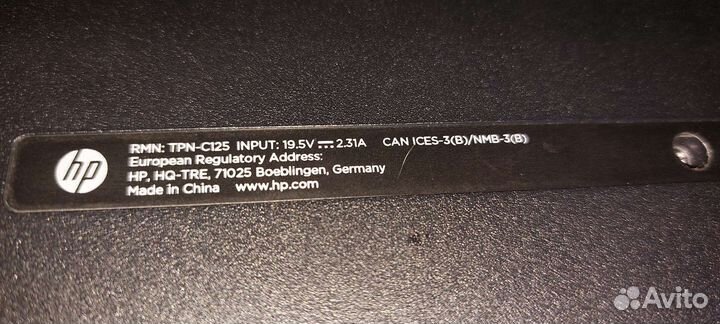 hp
RMN: TPN-C125 INPUT: 19.5V⎓2.31A CAN ICES-3(B)/NMB-3(B)
European Regulatory Address:
HP, HQ-TRE, 71025 Boeblingen, Germany
Made in China www.hp.com
Avito